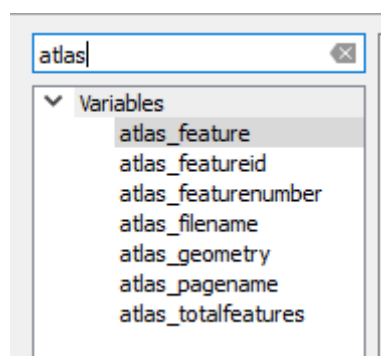 atlas
Variables
atlas_feature
atlas_featureid
atlas_featurenumber
atlas_filename
atlas_geometry
atlas_pagename
atlas_totalfeatures